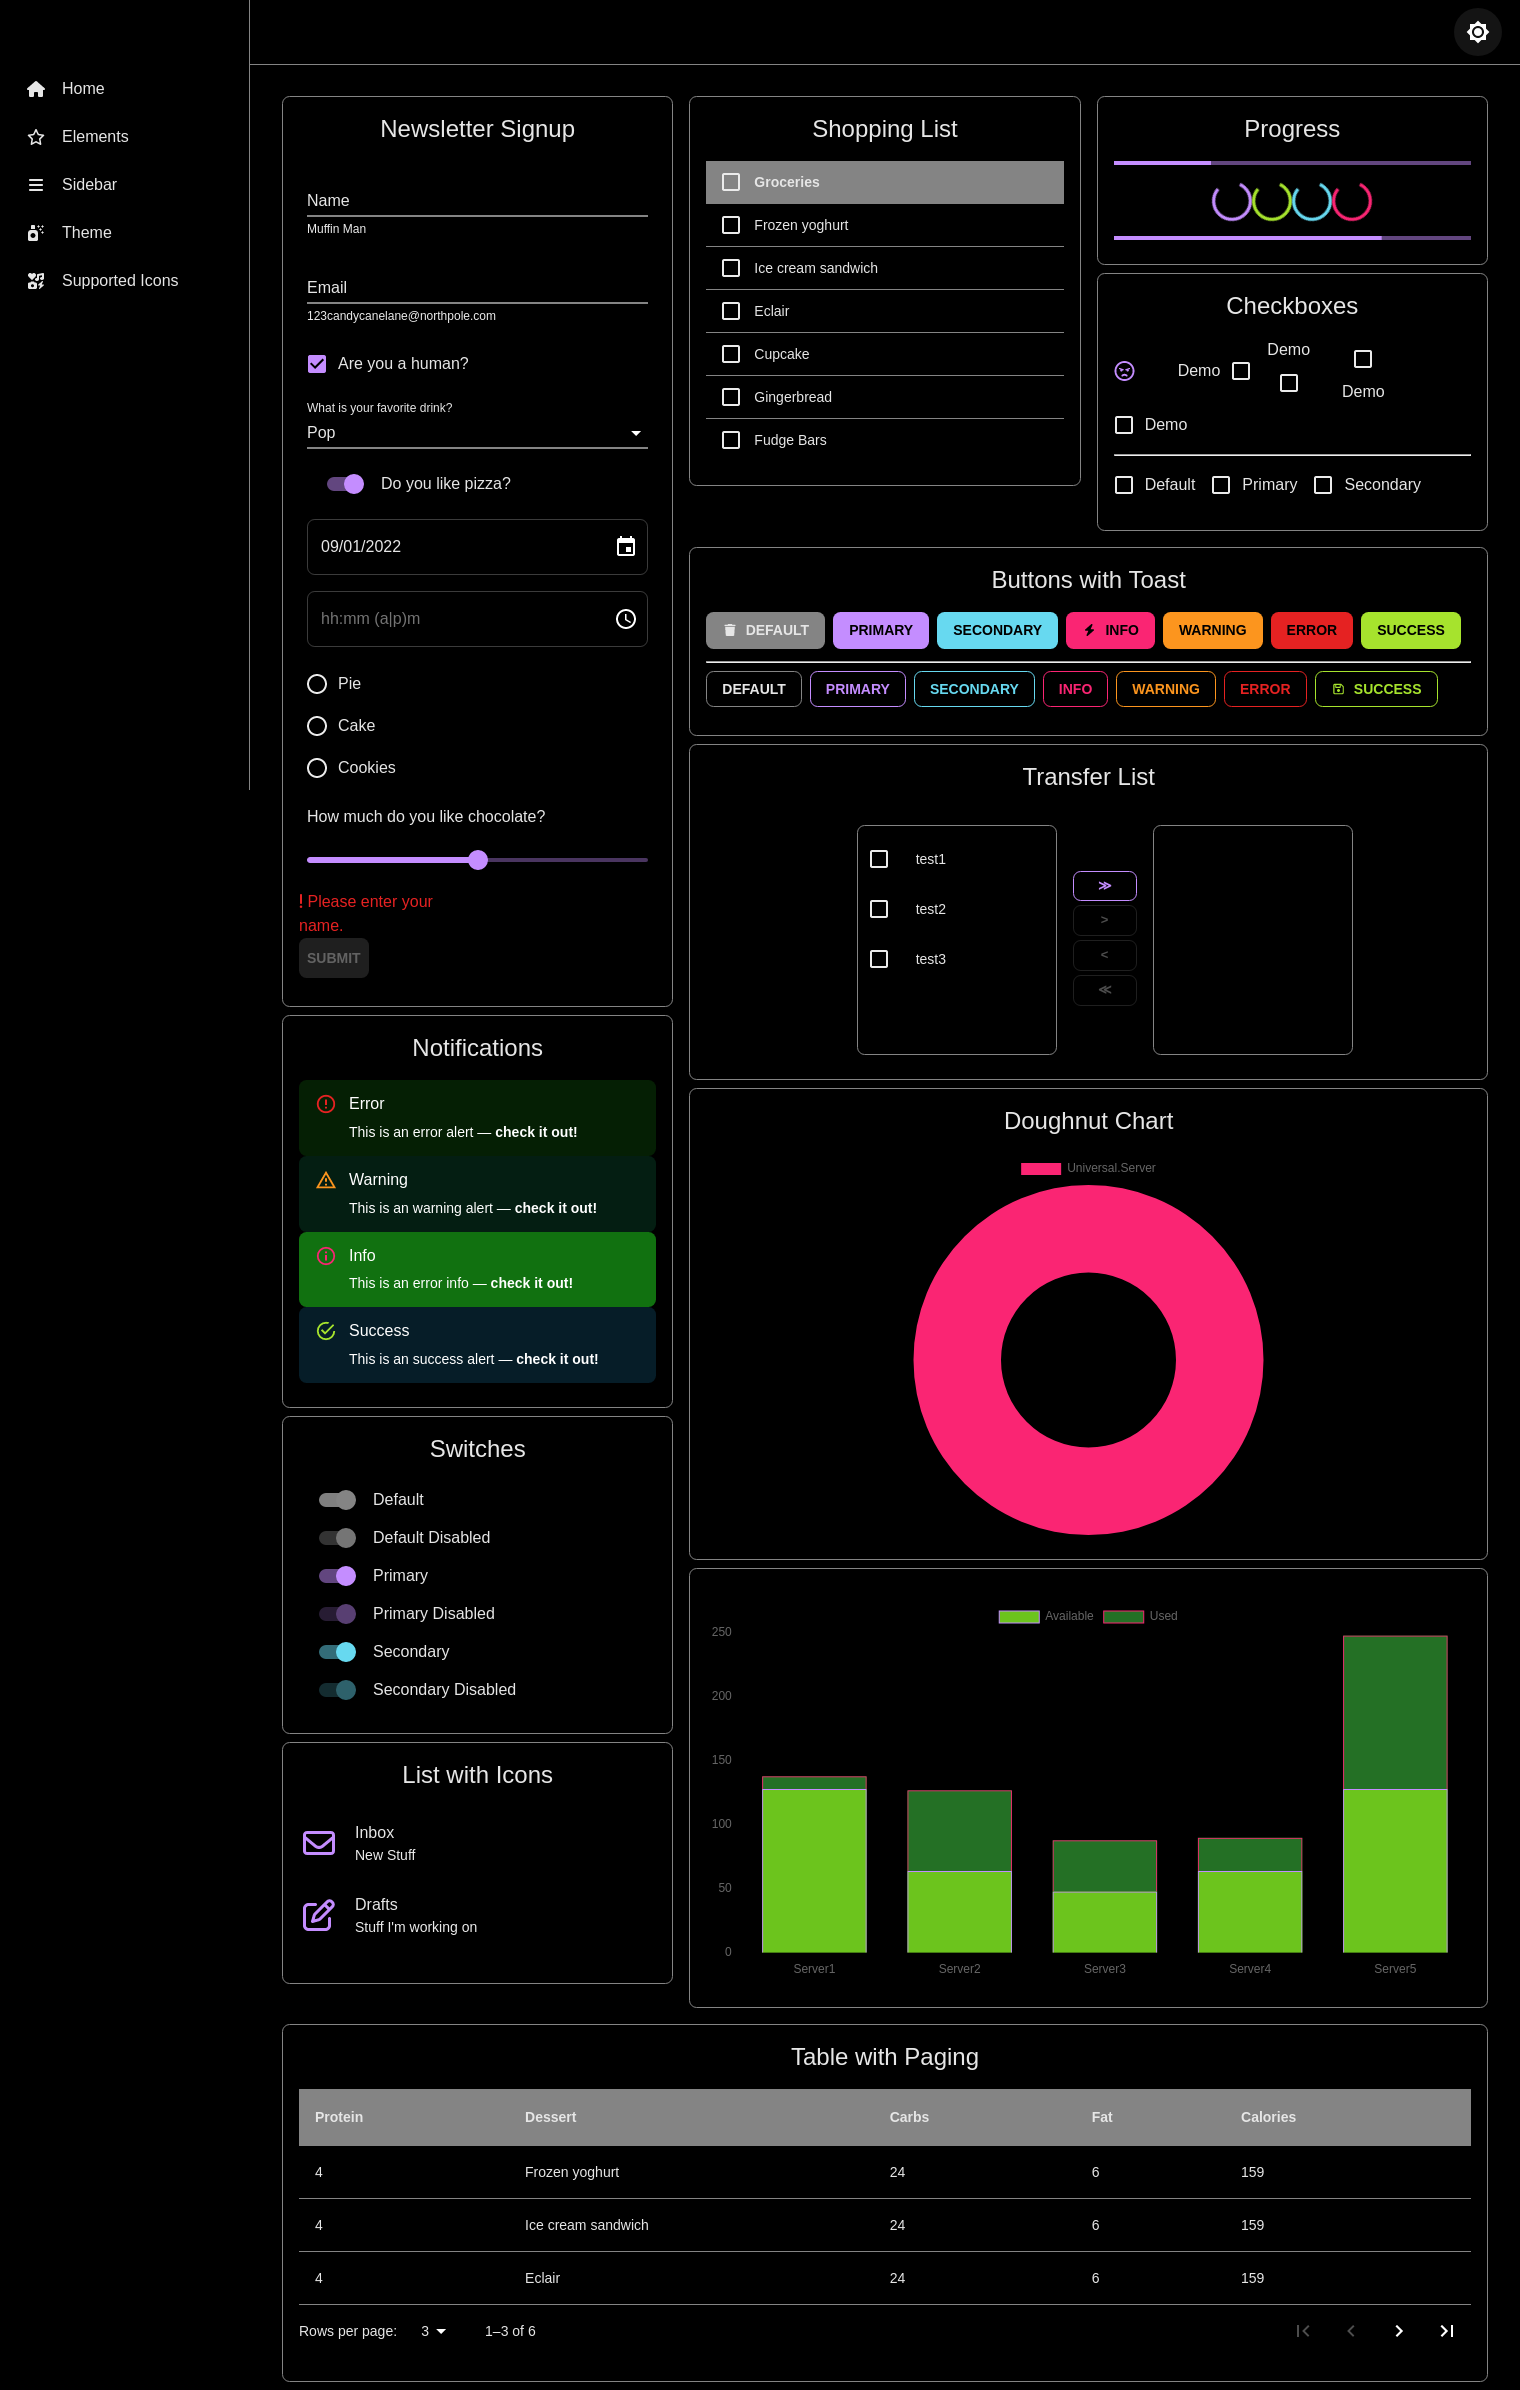 Home
Elements
Sidebar
Theme
Supported Icons
Newsletter Signup
Name
Muffin Man
Email
123candycanelane@northpole.com
Are you a human?
What is your favorite drink?
Pop
Do you like pizza?
09/01/2022
hh:mm (a|p)m
Pie
Cake
Cookies
How much do you like chocolate?
! Please enter your
name.
SUBMIT
Notifications
Error
This is an error alert — check it out!
Warning
This is an warning alert — check it out!
Info
This is an error info — check it out!
Success
This is an success alert — check it out!
Switches
Default
Default Disabled
Primary
Primary Disabled
Secondary
Secondary Disabled
List with Icons
Inbox
New Stuff
Drafts
Stuff I'm working on
Shopping List
Groceries
Frozen yoghurt
Ice cream sandwich
Eclair
Cupcake
Gingerbread
Fudge Bars
Progress
Checkboxes
Demo
Demo
Demo
Demo
Default Primary Secondary
Buttons with Toast
DEFAULT PRIMARY SECONDARY INFO WARNING ERROR SUCCESS
DEFAULT PRIMARY SECONDARY INFO WARNING ERROR SUCCESS
Transfer List
test1
test2
test3
≫
>
<
≪
Doughnut Chart
Universal.Server
Available Used
250
200
150
100
50
0
Server1 Server2 Server3 Server4 Server5
Table with Paging
Protein Dessert Carbs Fat Calories
4 Frozen yoghurt 24 6 159
4 Ice cream sandwich 24 6 159
4 Eclair 24 6 159
Rows per page: 3 1–3 of 6